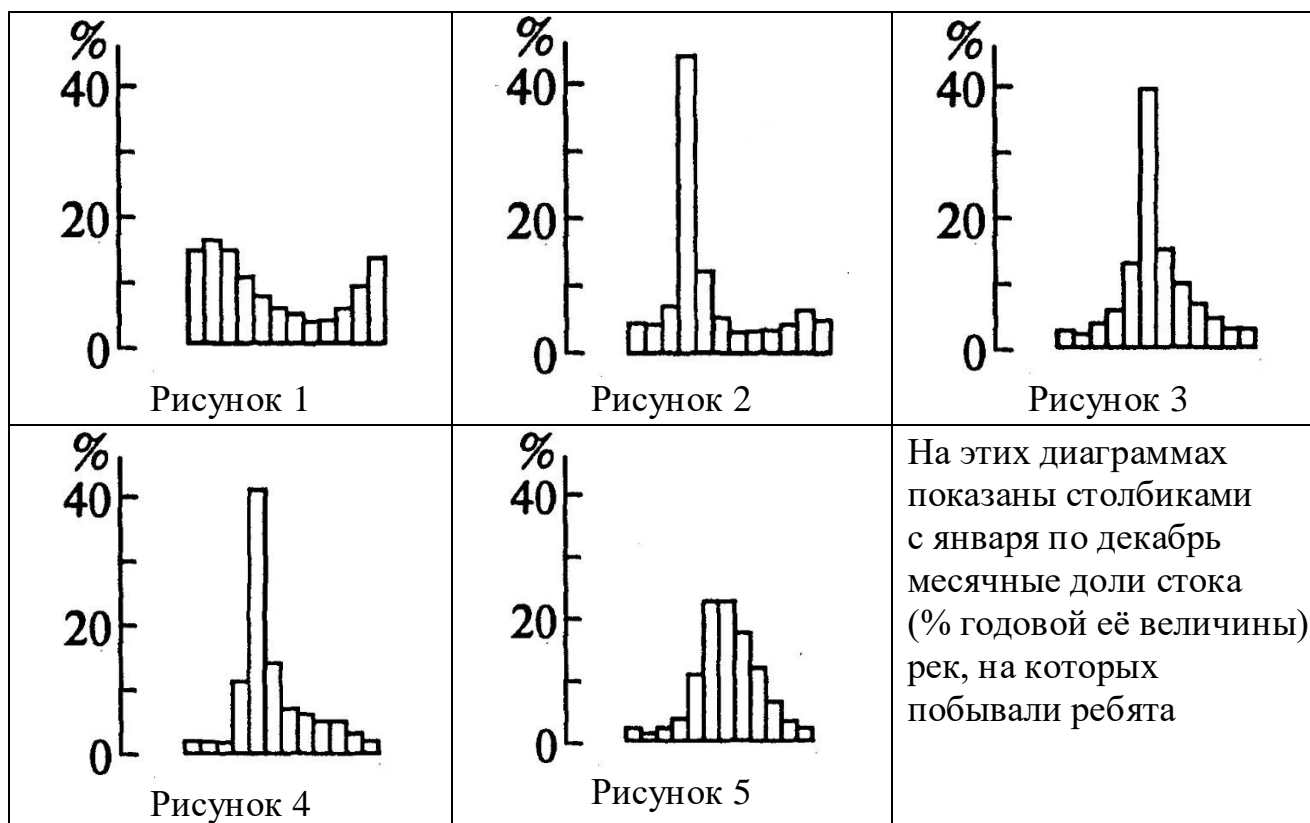 %
40
20
0
Рисунок 1
%
40
20
0
Рисунок 2
%
40
20
0
Рисунок 3
%
40
20
0
Рисунок 4
%
40
20
0
Рисунок 5
На этих диаграммах
показаны столбиками
с января по декабрь
месячные доли стока
(% годовой её величины)
рек, на которых
побывали ребята